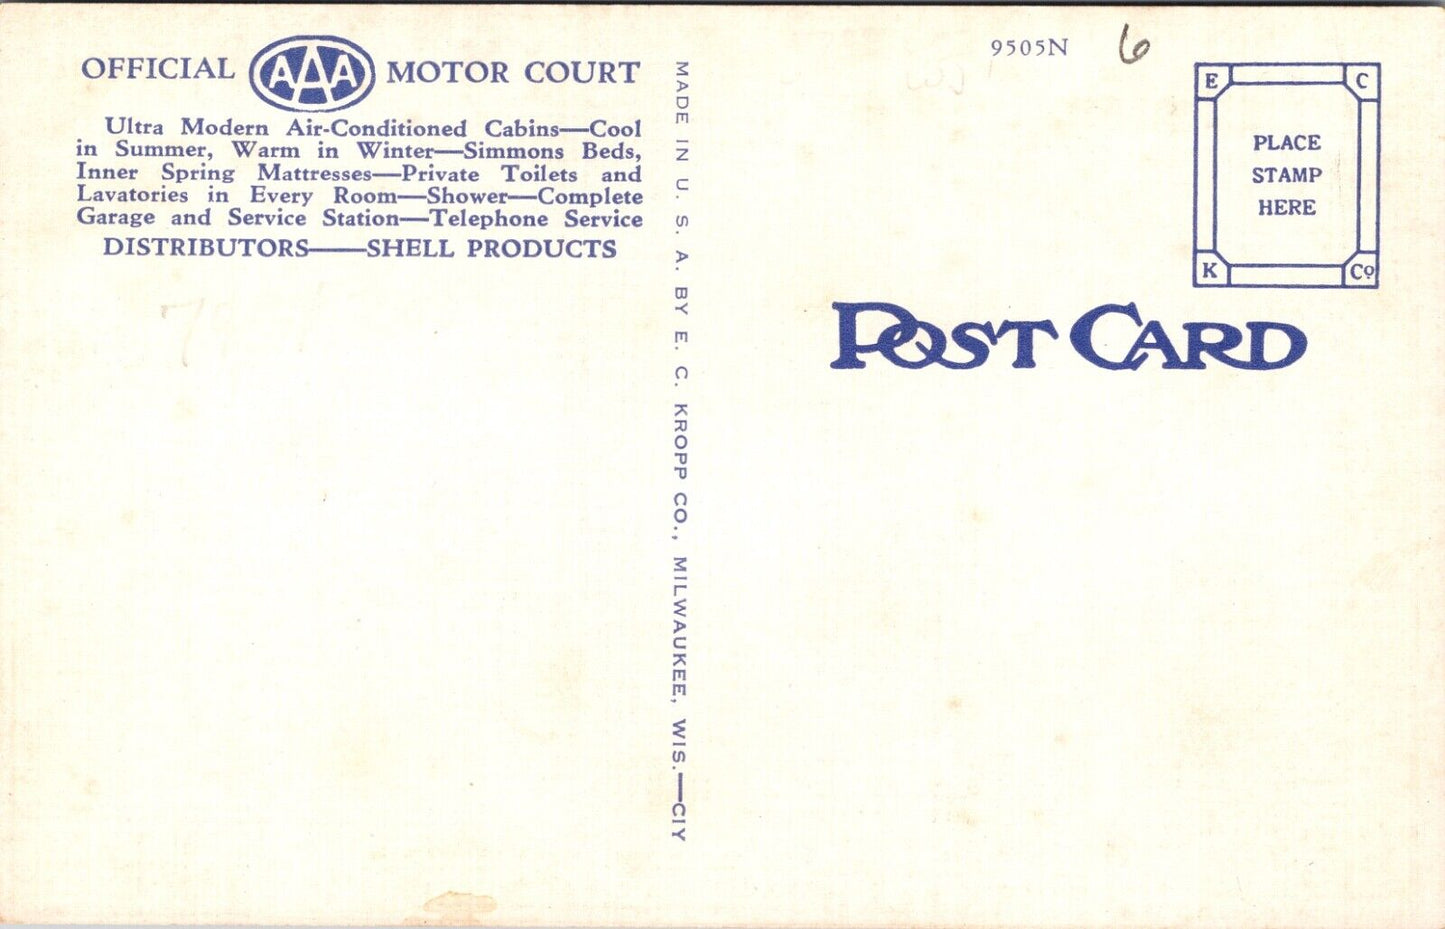 OFFICIAL AAA MOTOR COURT
Ultra Modern Air-Conditioned Cabins—Cool
in Summer, Warm in Winter—Simmons Beds,
Inner Spring Mattresses—Private Toilets and
Lavatories in Every Room—Shower—Complete
Garage and Service Station—Telephone Service
DISTRIBUTORS——SHELL PRODUCTS
MADE IN U. S. A. BY E. C. KROPP CO., MILWAUKEE, WIS.—CIY
9505N
6
E C
PLACE
STAMP
HERE
K Co
POST CARD